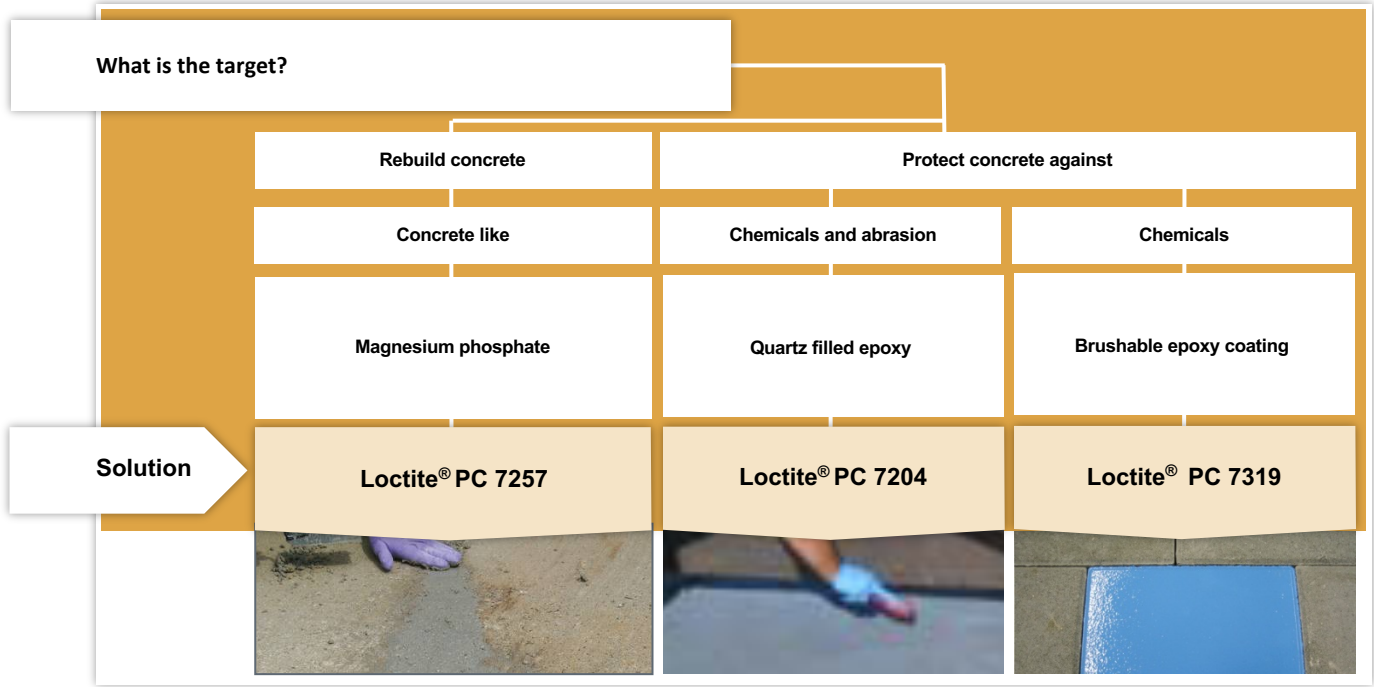 What is the target?
Rebuild concrete
Protect concrete against
Concrete like
Chemicals and abrasion
Chemicals
Magnesium phosphate
Quartz filled epoxy
Brushable epoxy coating
Solution
Loctite® PC 7257
Loctite® PC 7204
Loctite® PC 7319